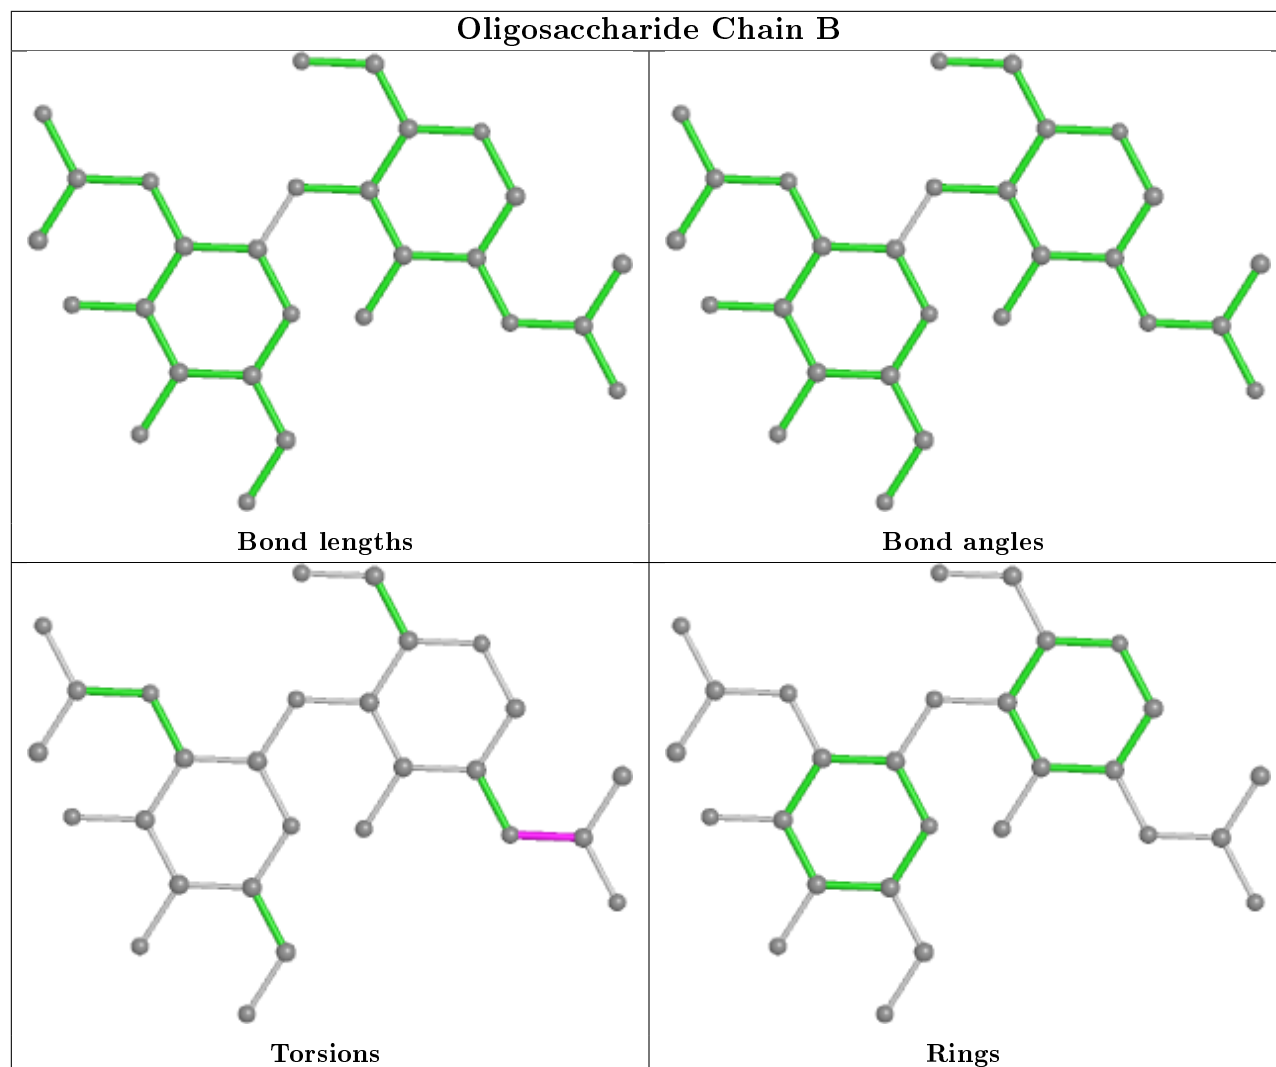 Oligosaccharide Chain B
Bond lengths
Bond angles
Torsions
Rings